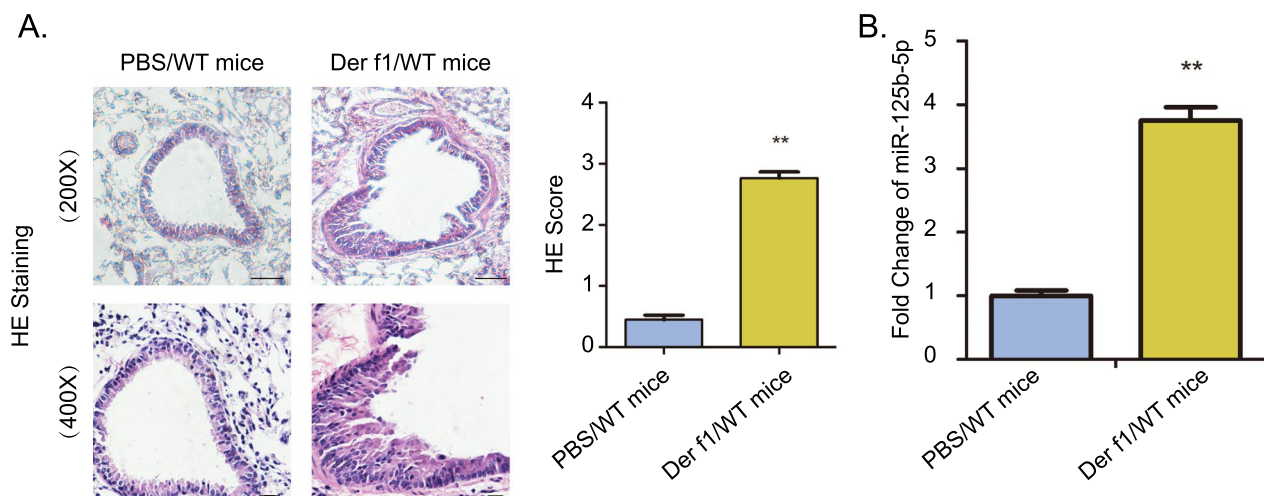 A.
PBS/WT mice
Der f1/WT mice
HE Staining
(200X)
(400X)
HE Score
4
3
2
1
0
**
PBS/WT mice
Der f1/WT mice
B.
Fold Change of miR-125b-5p
5
4
3
2
1
0
**
PBS/WT mice
Der f1/WT mice